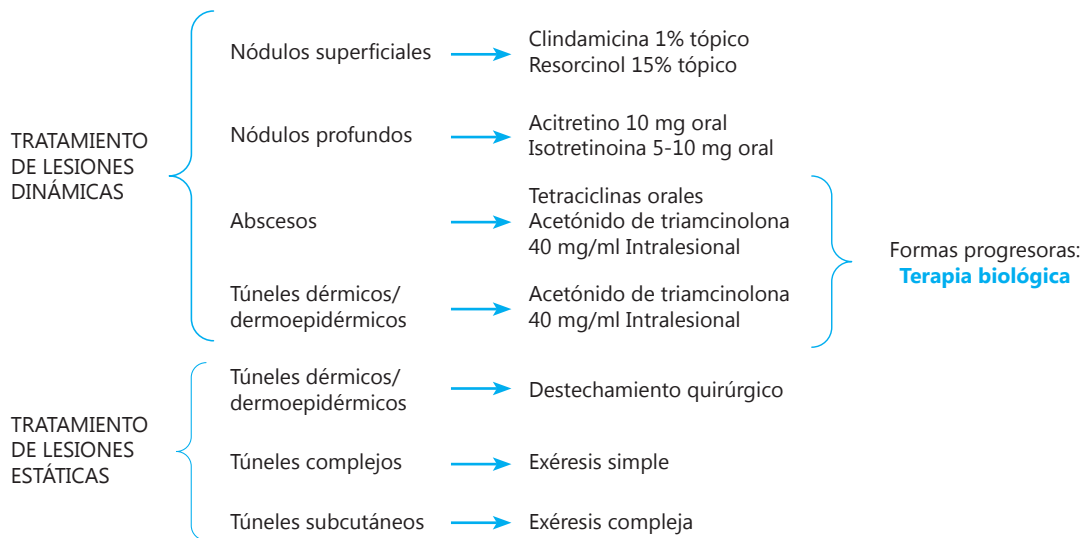 TRATAMIENTO
DE LESIONES
DINÁMICAS
Nódulos superficiales
Clindamicina 1% tópico
Resorcinol 15% tópico
Nódulos profundos
Acitretino 10 mg oral
Isotretinoina 5-10 mg oral
Abscesos
Tetraciclinas orales
Acetónido de triamcinolona
40 mg/ml Intralesional
Túneles dérmicos/
dermoepidérmicos
Acetónido de triamcinolona
40 mg/ml Intralesional
Formas progresoras:
Terapia biológica
TRATAMIENTO
DE LESIONES
ESTÁTICAS
Túneles dérmicos/
dermoepidérmicos
Destechamiento quirúrgico
Túneles complejos
Exéresis simple
Túneles subcutáneos
Exéresis compleja